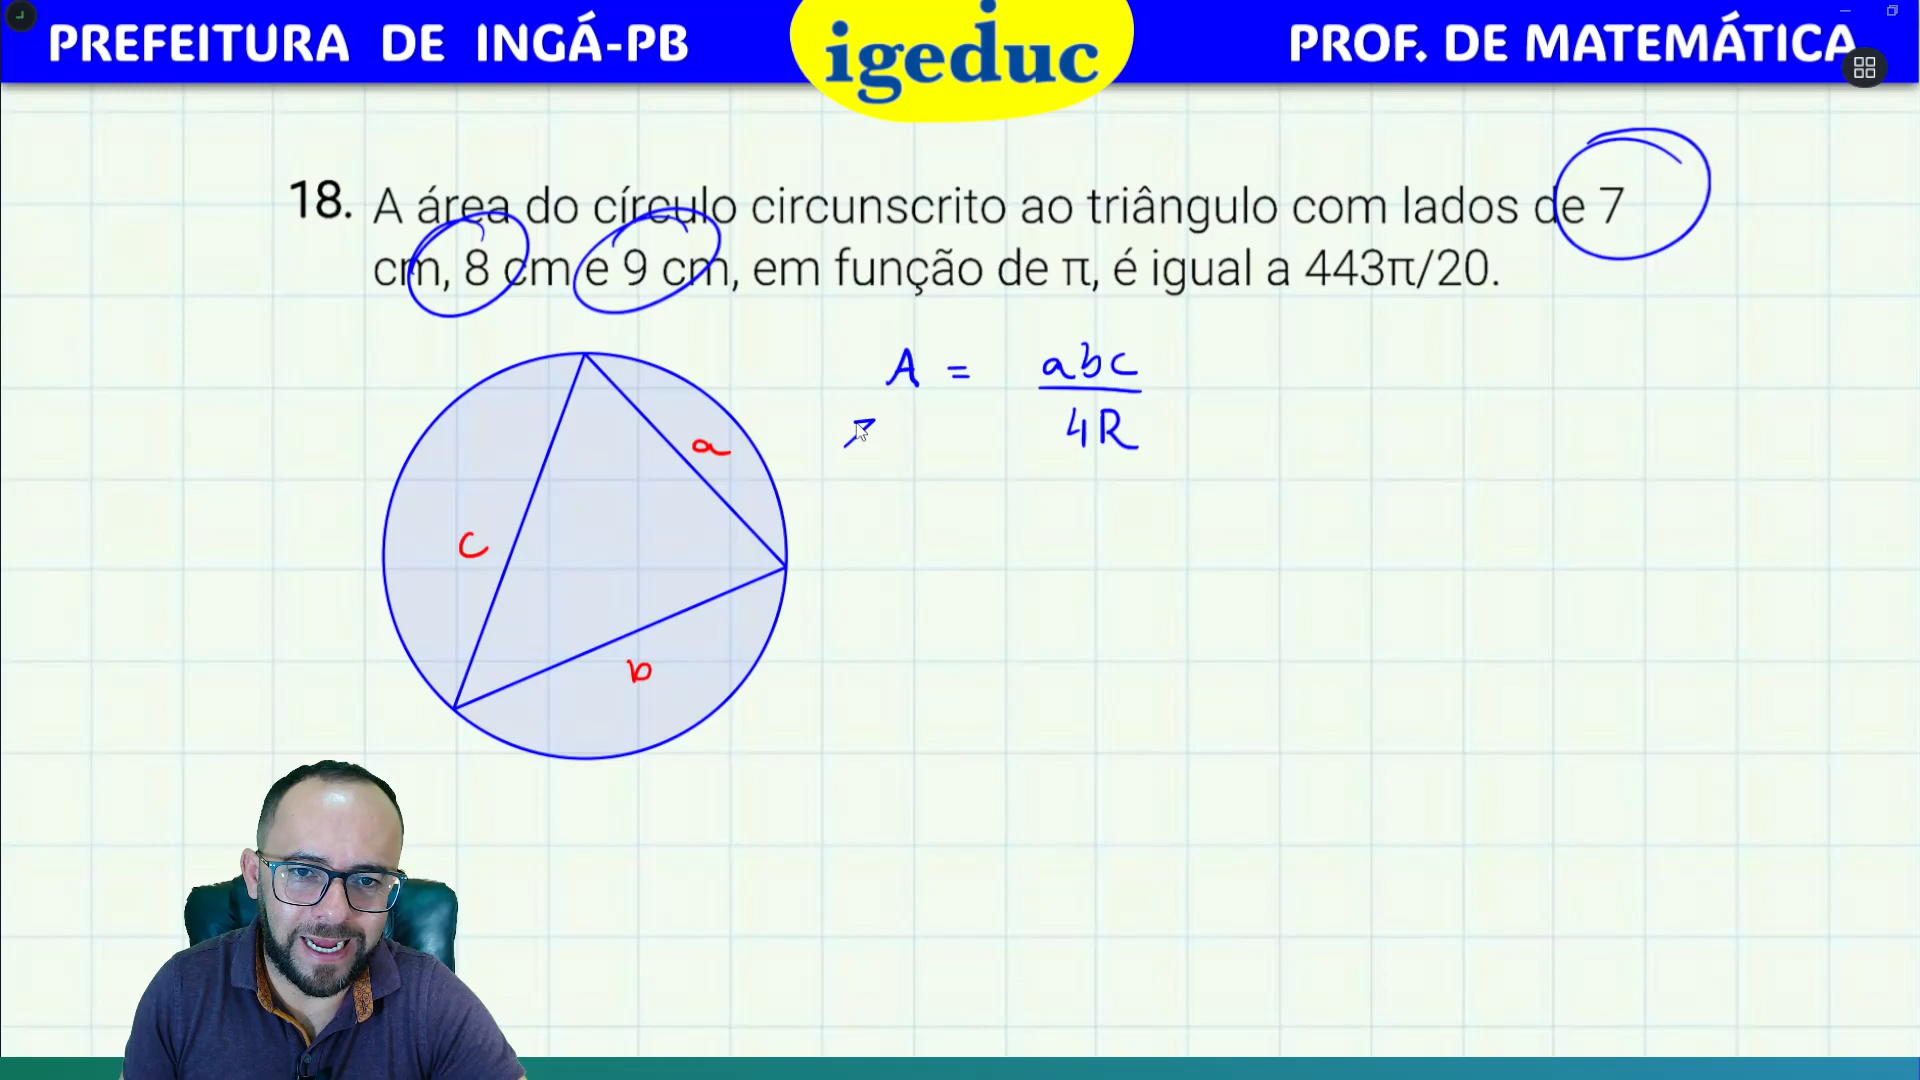 PREFEITURA DE INGÁ-PB
igeduc
PROF. DE MATEMÁTICA
18. A área do círculo circunscrito ao triângulo com lados de 7
cm, 8 cm e 9 cm, em função de π, é igual a 443π/20.
A = abc
4R
a
c
b